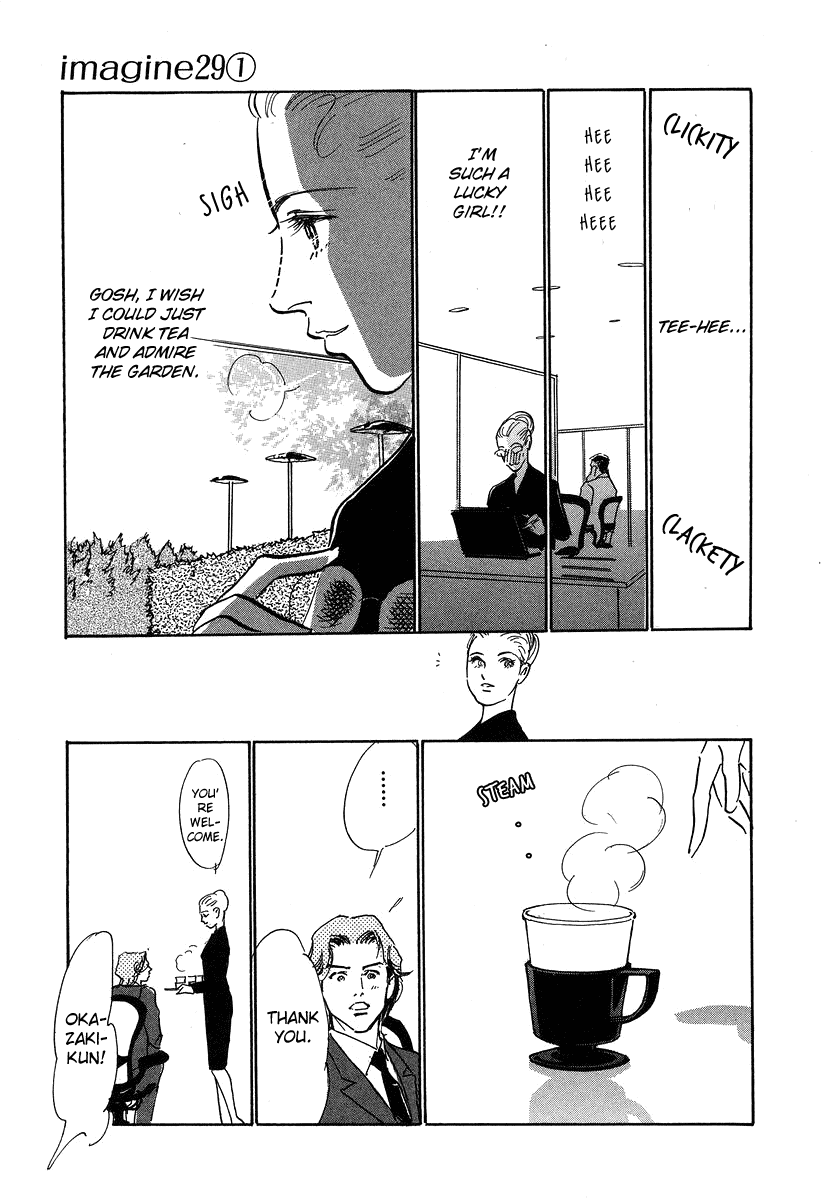 imagine29①
CLICKITY
TEE-HEE...
CLACKETY
HEE
HEE
HEE
HEEE
I'M
SUCH A
LUCKY
GIRL!!
SIGH
GOSH, I WISH
I COULD JUST
DRINK TEA
AND ADMIRE
THE GARDEN.
STEAM
......
THANK
YOU.
YOU'
RE
WEL-
COME.
OKA-
ZAKI-
KUN!